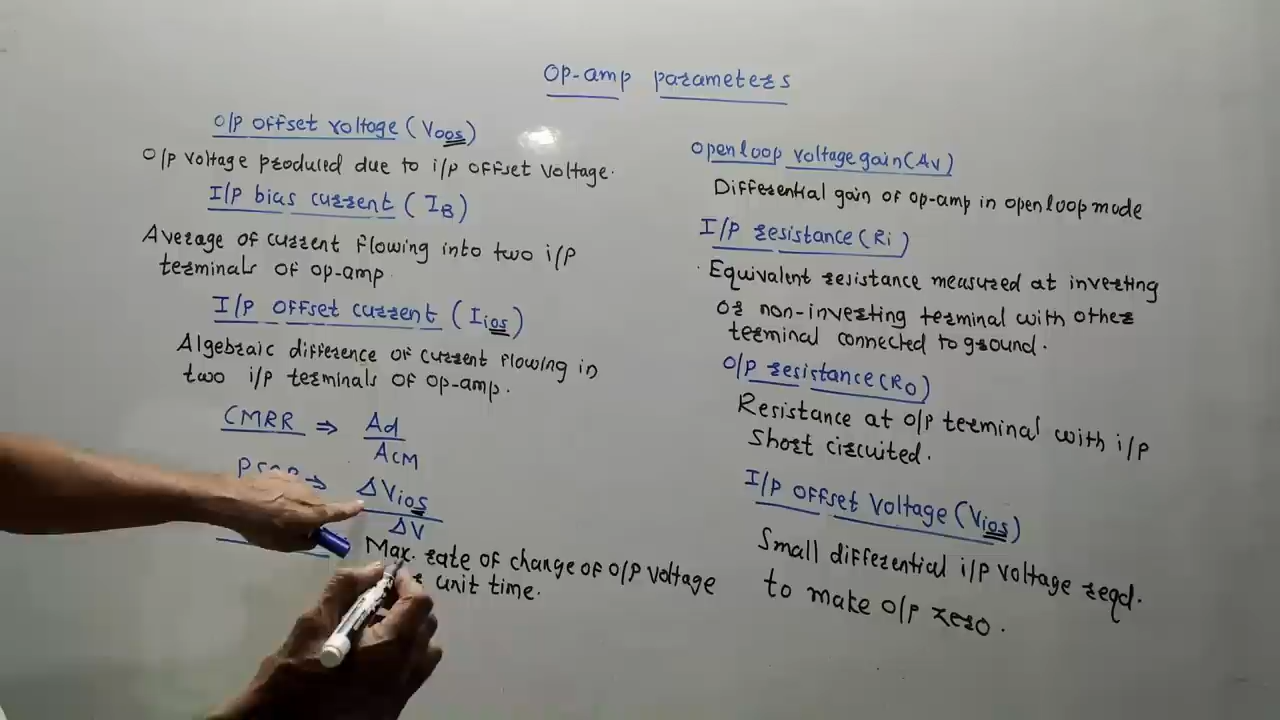 Op-amp parameters
O/p offset voltage (Voos)
O/p voltage produced due to i/p offset voltage.
I/p bias current (IB)
Average of current flowing into two i/p
terminals of op-amp.
I/p offset current (Iios)
Algebraic difference of current flowing in
two i/p terminals of op-amp.
CMRR ⇒ Ad
ACM
⇒ ΔVios
ΔV
Max. rate of change of O/p voltage
unit time.
Open loop voltage gain (Av)
Differential gain of op-amp in open loop mode
I/p resistance (Ri)
Equivalent resistance measured at inverting
or non-inverting terminal with other
terminal connected to ground.
O/p resistance (RO)
Resistance at o/p terminal with i/p
short circuited.
I/p offset voltage (Vios)
Small differential i/p voltage reqd.
to make o/p zero.